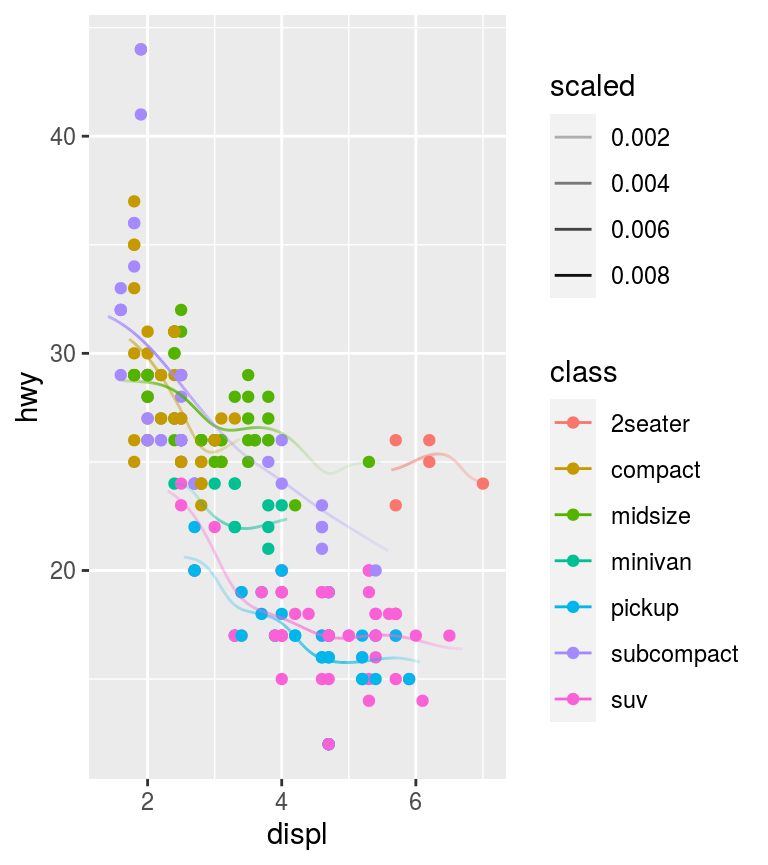 scaled
0.002
0.004
0.006
0.008
class
2seater
compact
midsize
minivan
pickup
subcompact
suv
hwy
40
30
20
2
4
6
displ